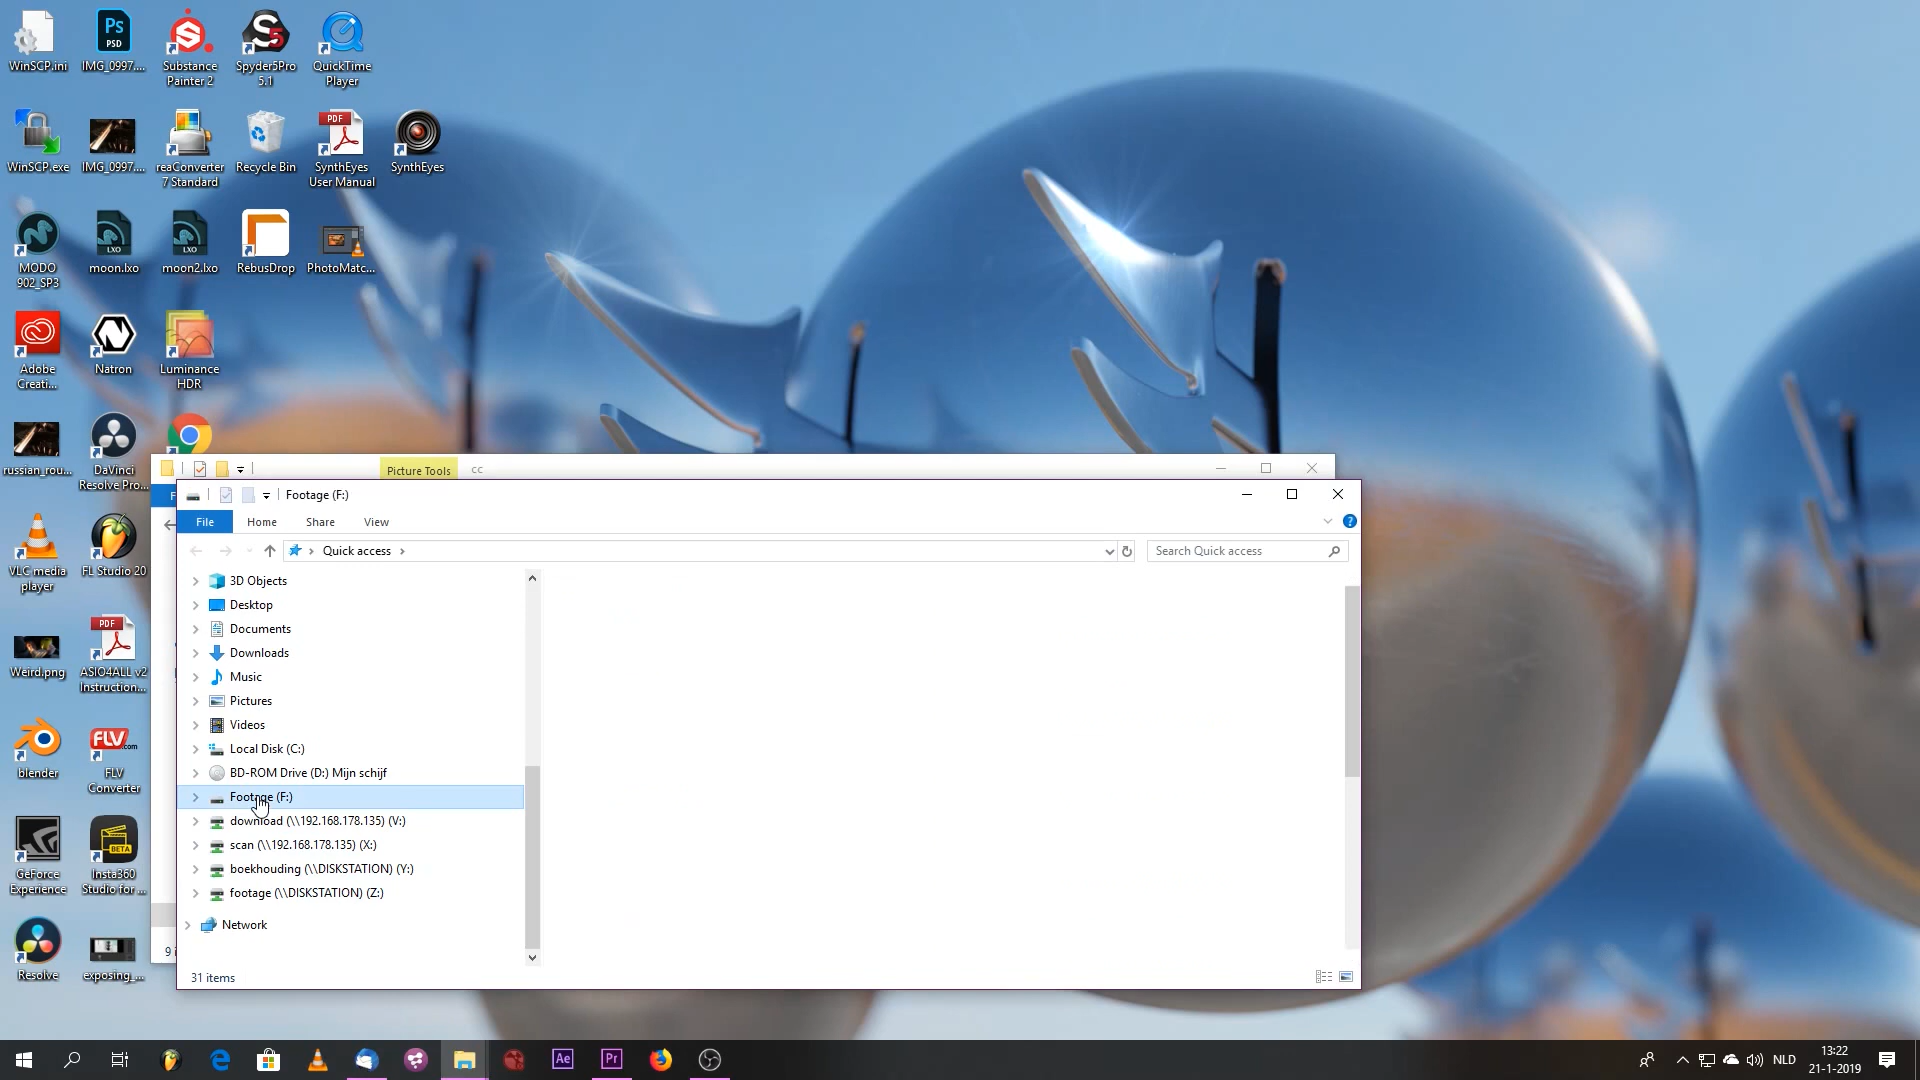 WinSCP.ini
IMG_0997....
Substance
Painter 2
Spyder5Pro
5.1
QuickTime
Player
WinSCP.exe
IMG_0997....
reaConverter
7 Standard
Recycle Bin
SynthEyes
User Manual
SynthEyes
MODO
902_SP3
moon.lxo
moon2.lxo
RebusDrop
PhotoMatc...
Adobe
Creati...
Natron
Luminance
HDR
russian_rou...
DaVinci
Resolve Pro...
VLC media
player
FL Studio 20
Weird.png
ASIO4ALL v2
Instruction...
blender
FLV
Converter
GeForce
Experience
Insta360
Studio for ...
Resolve
exposing_...
Picture Tools
cc
Footage (F:)
File
Home
Share
View
Quick access
Search Quick access
3D Objects
Desktop
Documents
Downloads
Music
Pictures
Videos
Local Disk (C:)
BD-ROM Drive (D:) Mijn schijf
Footage (F:)
download (\\192.168.178.135) (V:)
scan (\\192.168.178.135) (X:)
boekhouding (\\DISKSTATION) (Y:)
footage (\\DISKSTATION) (Z:)
Network
31 items
NLD
13:22
21-1-2019